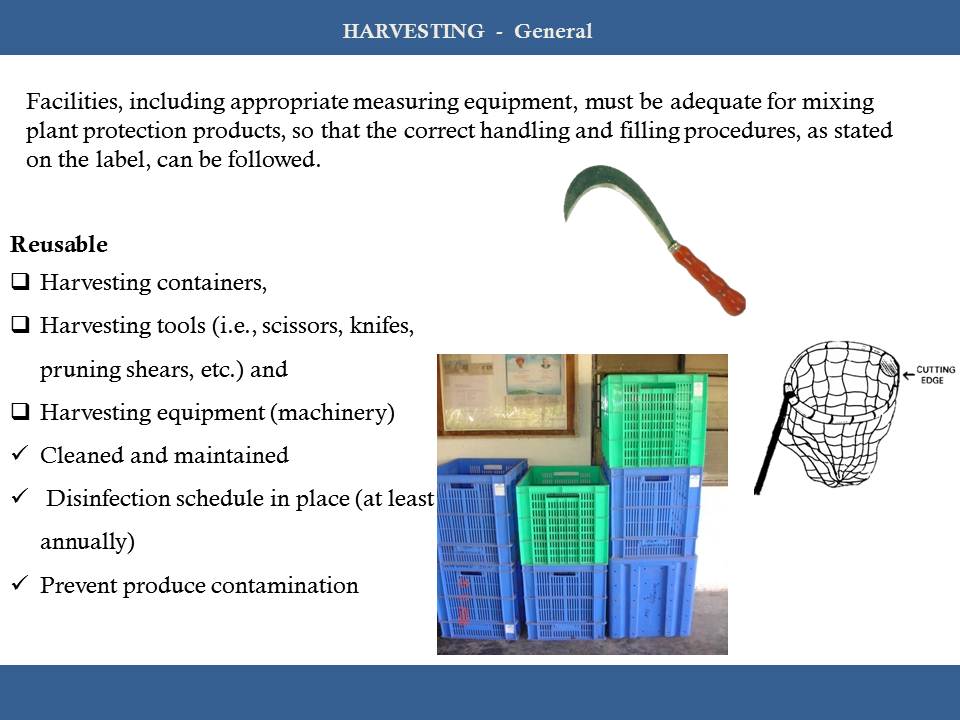 HARVESTING - General
Facilities, including appropriate measuring equipment, must be adequate for mixing
plant protection products, so that the correct handling and filling procedures, as stated
on the label, can be followed.
Reusable
Harvesting containers,
Harvesting tools (i.e., scissors, knifes,
pruning shears, etc.) and
Harvesting equipment (machinery)
Cleaned and maintained
Disinfection schedule in place (at least
annually)
Prevent produce contamination
CUTTING
EDGE